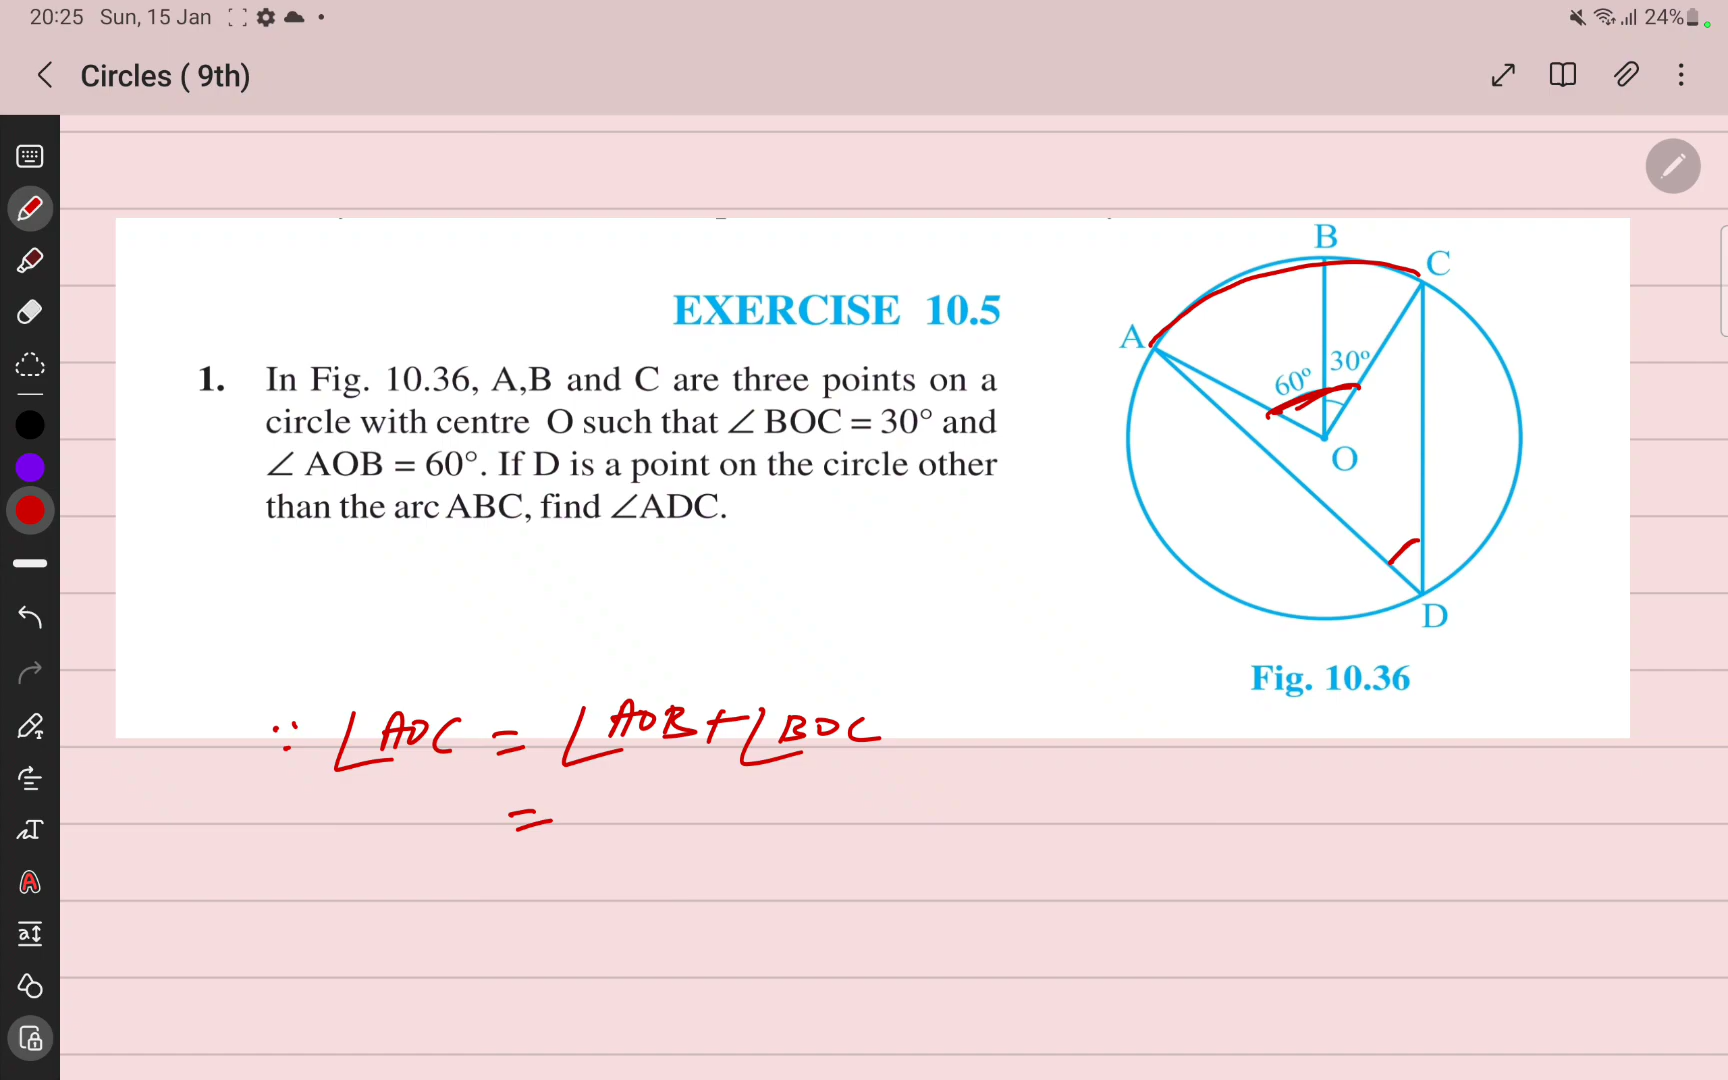 20:25 Sun, 15 Jan
24%
Circles ( 9th)
EXERCISE 10.5
1. In Fig. 10.36, A,B and C are three points on a
circle with centre O such that ∠ BOC = 30° and
∠ AOB = 60°. If D is a point on the circle other
than the arc ABC, find ∠ADC.
B
C
A
60º
30º
O
D
Fig. 10.36
∵ ∠AOC = ∠AOB + ∠BOC
=